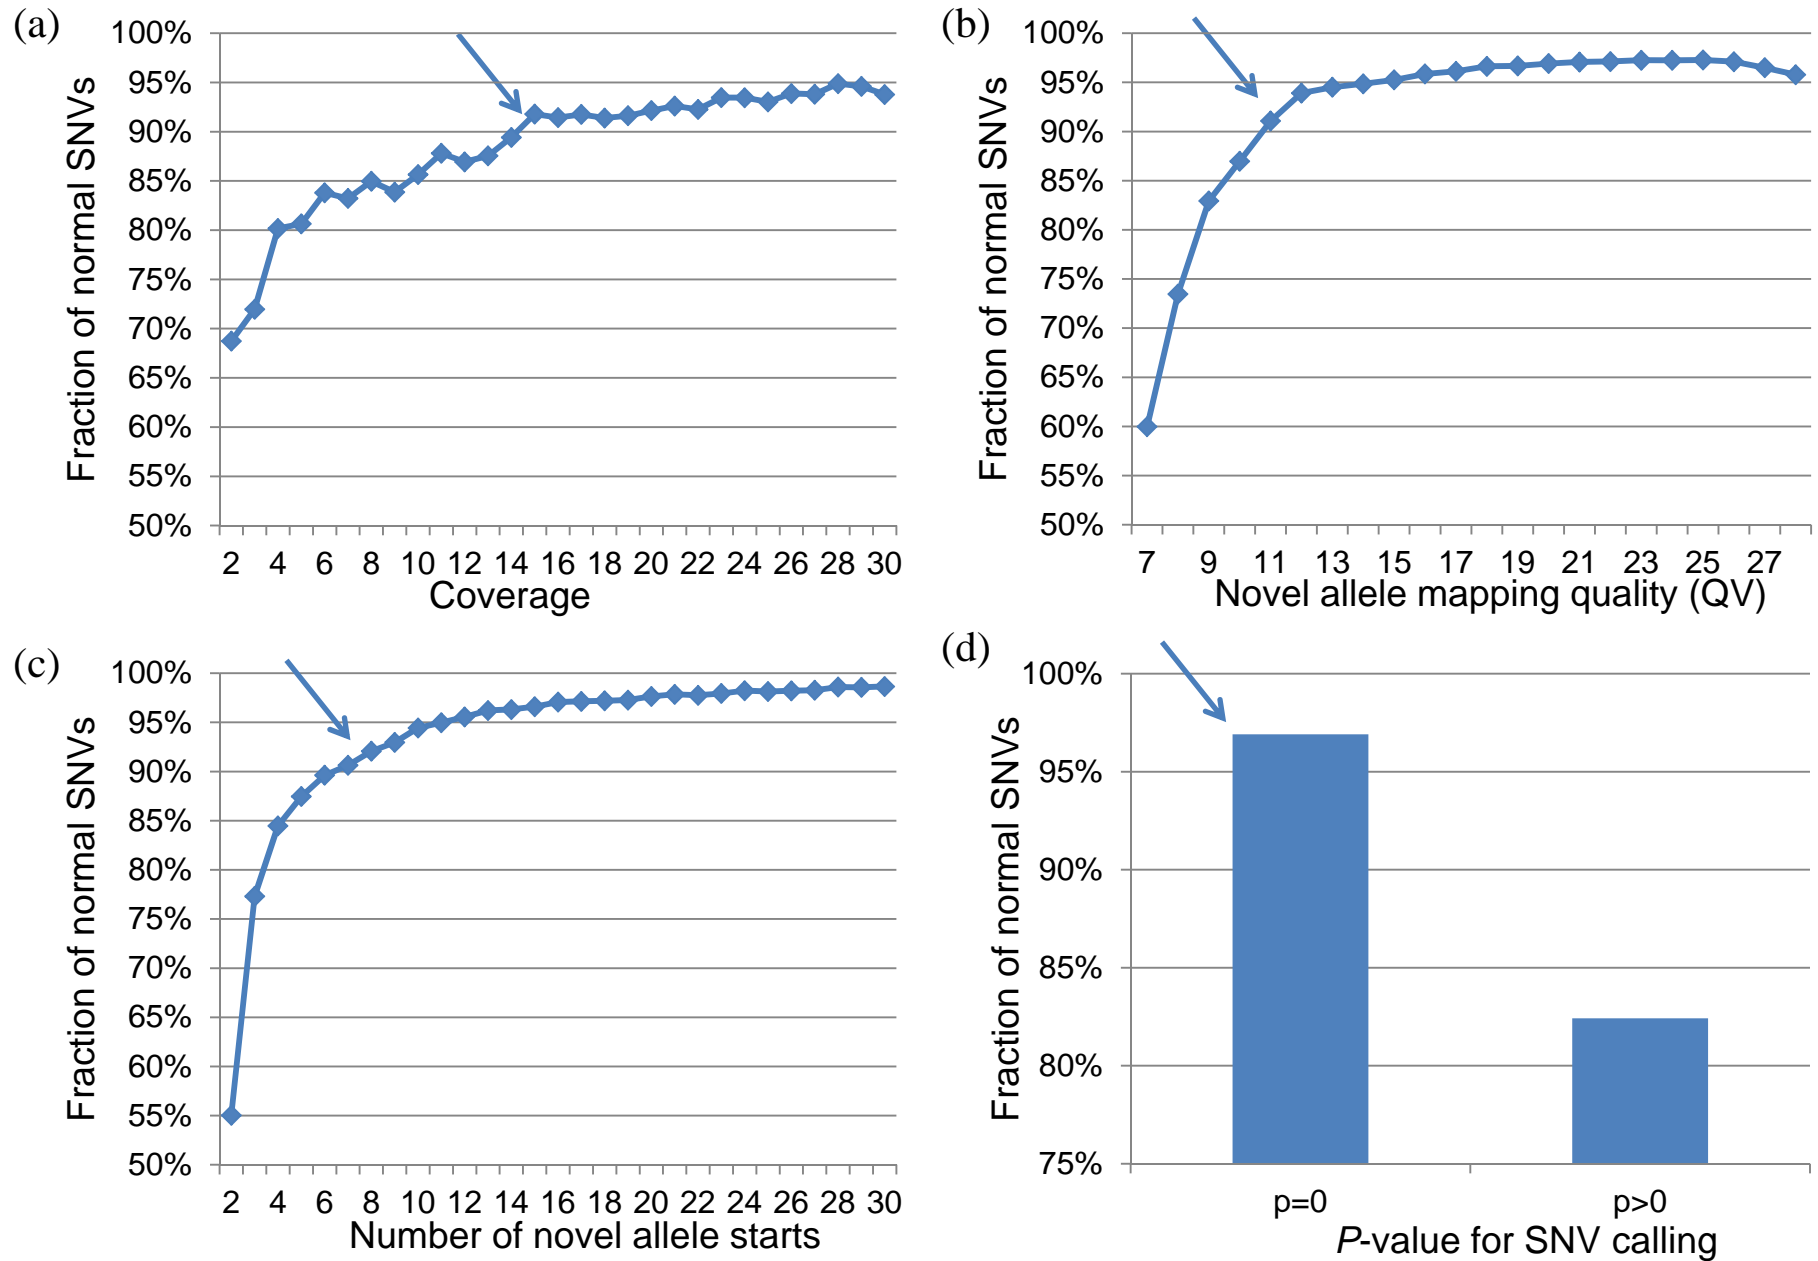 (a)
100%
95%
90%
85%
80%
75%
70%
65%
60%
55%
50%
Fraction of normal SNVs
2 4 6 8 10 12 14 16 18 20 22 24 26 28 30
Coverage
(b)
100%
95%
90%
85%
80%
75%
70%
65%
60%
55%
50%
Fraction of normal SNVs
7 9 11 13 15 17 19 21 23 25 27
Novel allele mapping quality (QV)
(c)
100%
95%
90%
85%
80%
75%
70%
65%
60%
55%
50%
Fraction of normal SNVs
2 4 6 8 10 12 14 16 18 20 22 24 26 28 30
Number of novel allele starts
(d)
100%
95%
90%
85%
80%
75%
Fraction of normal SNVs
p=0 p>0
P-value for SNV calling